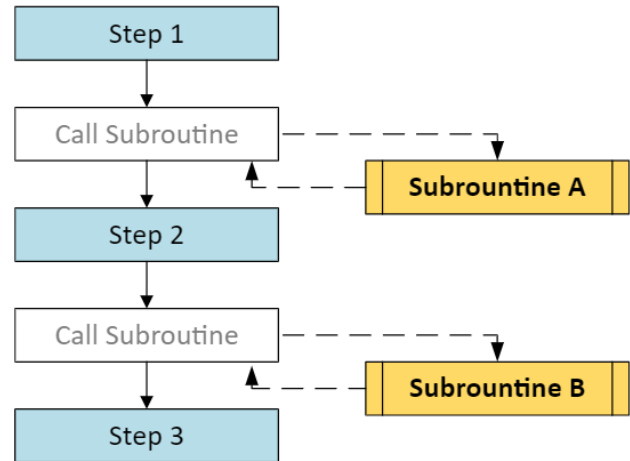 Step 1
Call Subroutine
Subrountine A
Step 2
Call Subroutine
Subrountine B
Step 3